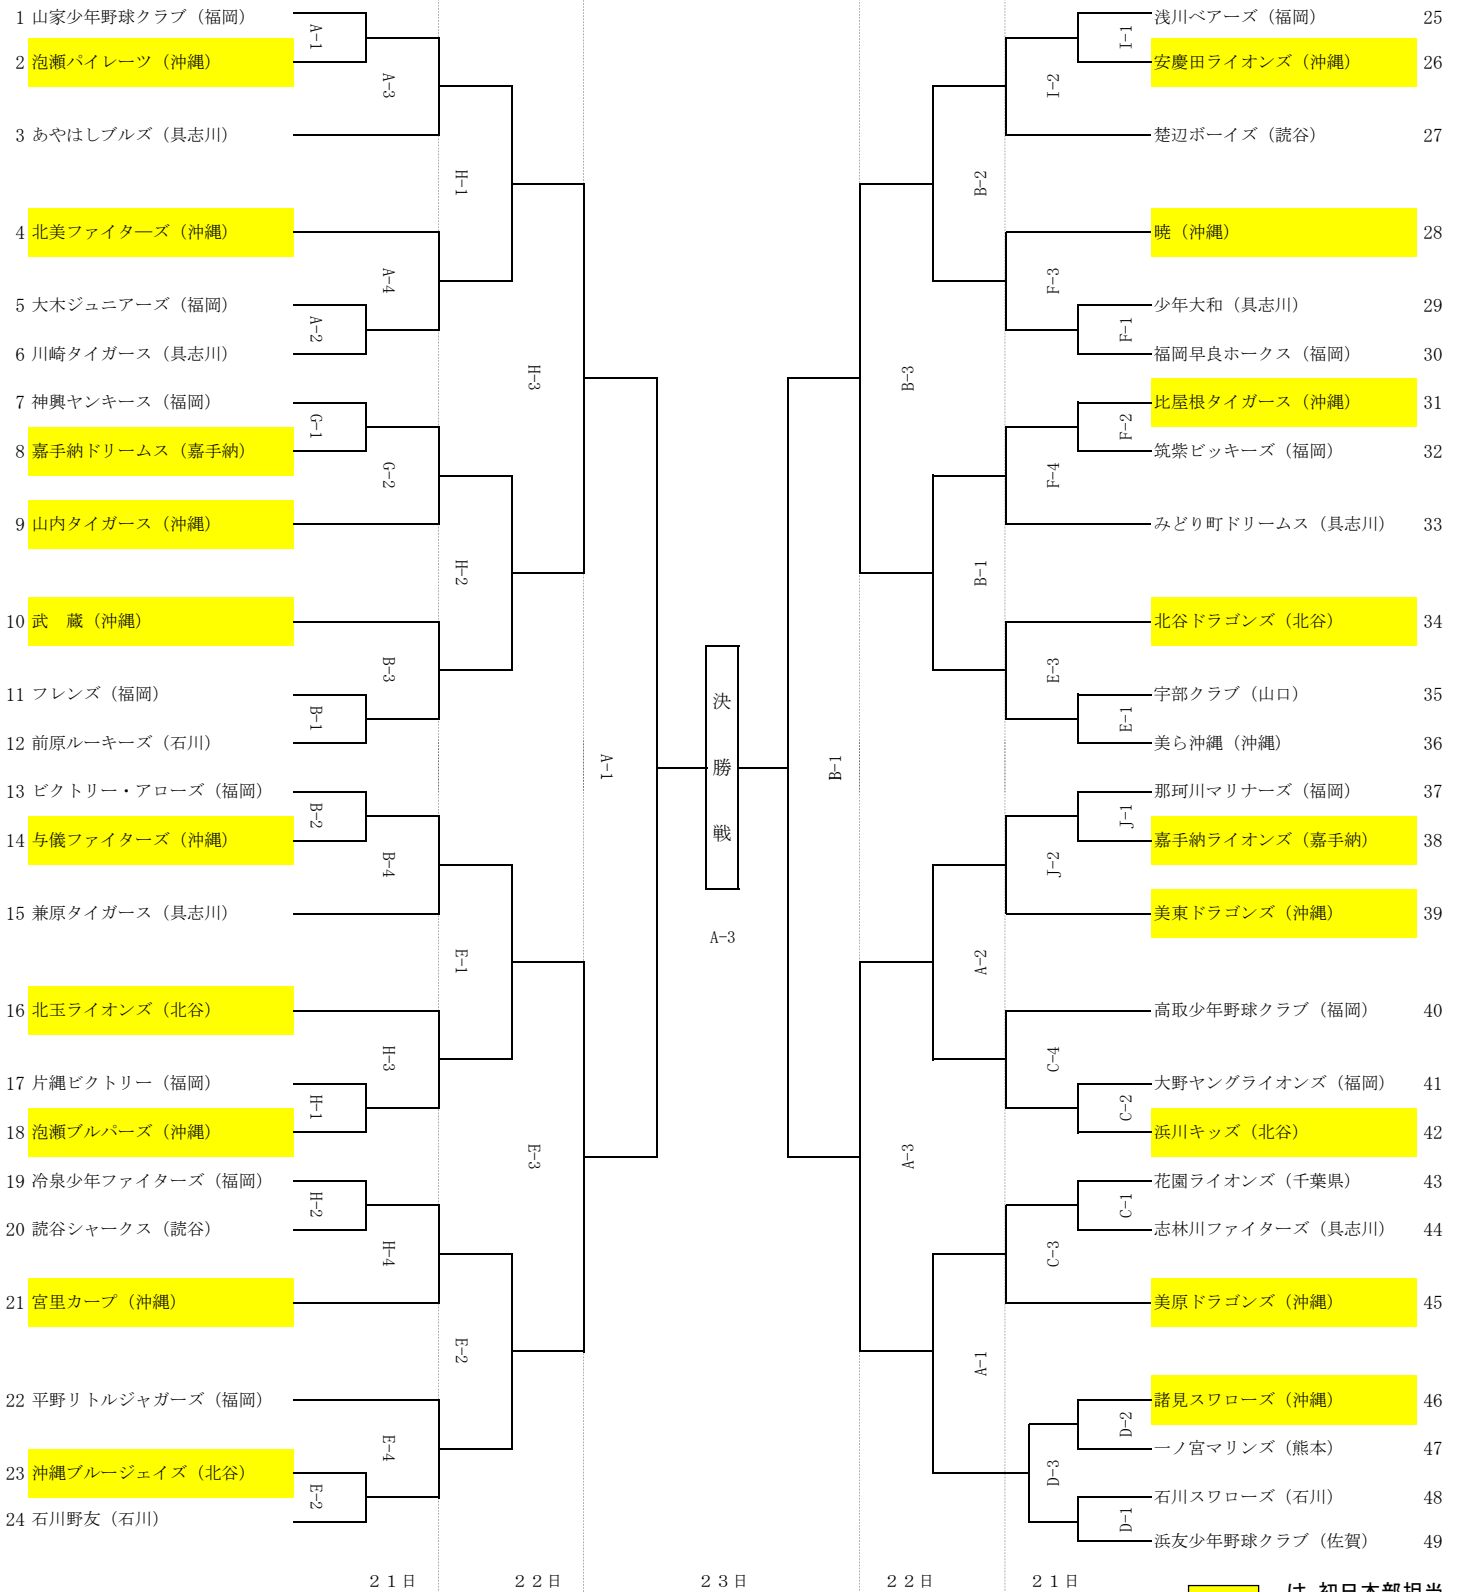 1 山家少年野球クラブ（福岡）
A-1
2 泡瀬パイレーツ（沖縄）
A-3
3 あやはしブルズ（具志川）
H-1
4 北美ファイターズ（沖縄）
A-4
5 大木ジュニアーズ（福岡）
A-2
6 川崎タイガース（具志川）
H-3
7 神興ヤンキース（福岡）
G-1
8 嘉手納ドリームス（嘉手納）
G-2
9 山内タイガース（沖縄）
H-2
10 武　蔵（沖縄）
B-3
11 フレンズ（福岡）
B-1
12 前原ルーキーズ（石川）
A-1
13 ビクトリー・アローズ（福岡）
B-2
14 与儀ファイターズ（沖縄）
B-4
15 兼原タイガース（具志川）
E-1
16 北玉ライオンズ（北谷）
H-3
17 片縄ビクトリー（福岡）
H-1
18 泡瀬ブルパーズ（沖縄）
E-3
19 冷泉少年ファイターズ（福岡）
H-2
20 読谷シャークス（読谷）
H-4
21 宮里カープ（沖縄）
E-2
22 平野リトルジャガーズ（福岡）
E-4
23 沖縄ブルージェイズ（北谷）
E-2
24 石川野友（石川）
決勝戦
A-3
浅川ベアーズ（福岡） 25
I-1
安慶田ライオンズ（沖縄） 26
I-2
楚辺ボーイズ（読谷） 27
B-2
暁（沖縄） 28
F-3
少年大和（具志川） 29
F-1
福岡早良ホークス（福岡） 30
B-3
比屋根タイガース（沖縄） 31
F-2
筑紫ビッキーズ（福岡） 32
F-4
みどり町ドリームス（具志川） 33
B-1
北谷ドラゴンズ（北谷） 34
E-3
宇部クラブ（山口） 35
E-1
美ら沖縄（沖縄） 36
B-1
那珂川マリナーズ（福岡） 37
J-1
嘉手納ライオンズ（嘉手納） 38
J-2
美東ドラゴンズ（沖縄） 39
A-2
高取少年野球クラブ（福岡） 40
C-4
大野ヤングライオンズ（福岡） 41
C-2
浜川キッズ（北谷） 42
A-3
花園ライオンズ（千葉県） 43
C-1
志林川ファイターズ（具志川） 44
C-3
美原ドラゴンズ（沖縄） 45
A-1
諸見スワローズ（沖縄） 46
D-2
一ノ宮マリンズ（熊本） 47
D-3
石川スワローズ（石川） 48
D-1
浜友少年野球クラブ（佐賀） 49
２１日 ２２日 ２３日 ２２日 ２１日
は 初日本部担当